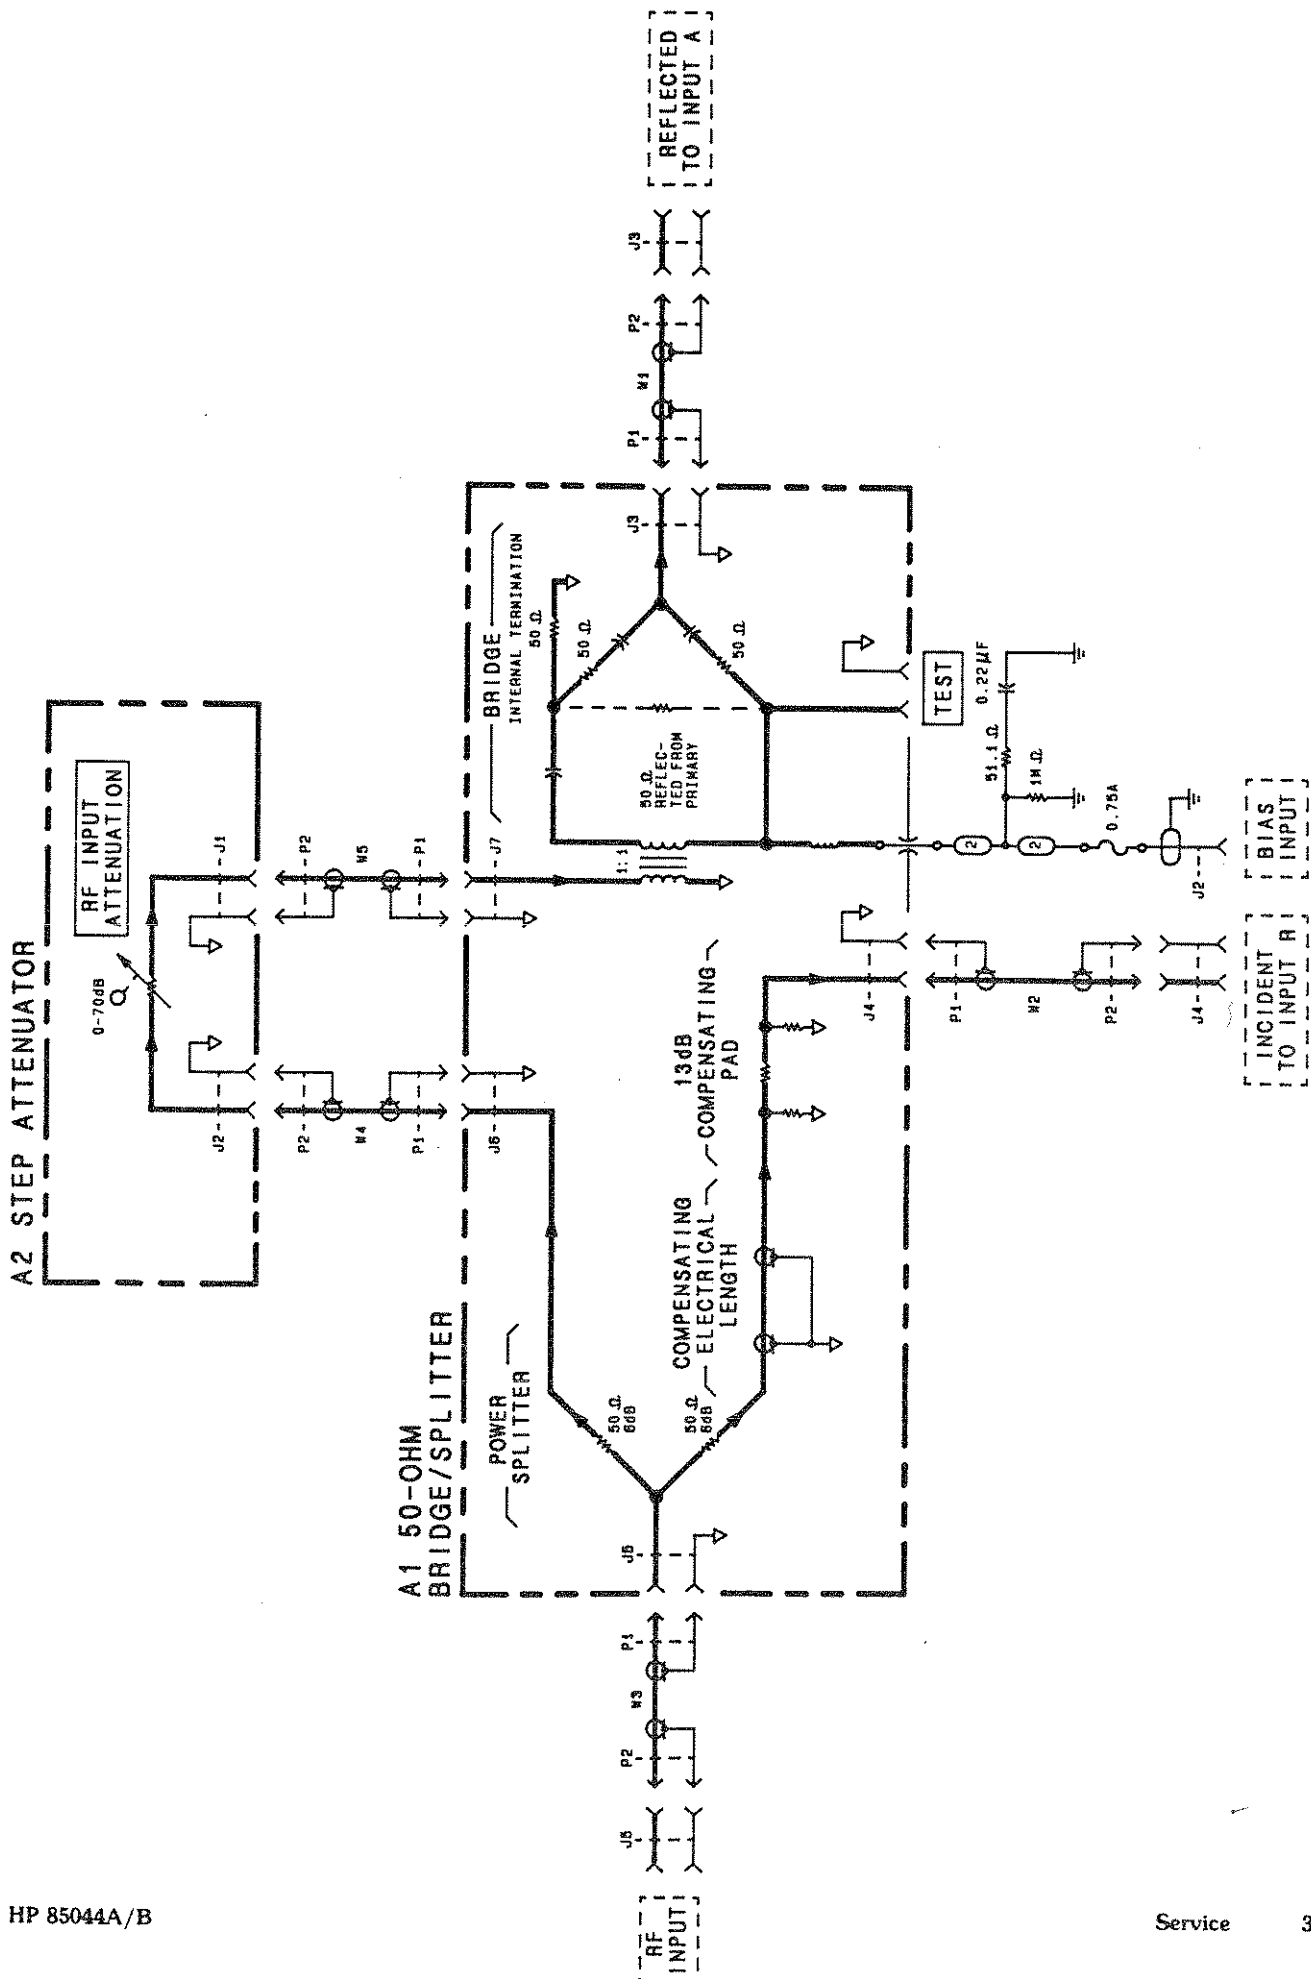 A2 STEP ATTENUATOR
RF INPUT
ATTENUATION
0-70dB
J2
J1
P2
W4
P1
P2
W5
P1
A1 50-OHM
BRIDGE/SPLITTER
J6
J7
POWER
SPLITTER
BRIDGE
INTERNAL TERMINATION
50 Ω
50 Ω
50 Ω
1:1
50 Ω
REFLEC-
TED FROM
PRIMARY
50 Ω
6dB
50 Ω
6dB
COMPENSATING
ELECTRICAL
LENGTH
13dB
COMPENSATING
PAD
RF
INPUT
J5
P2
W3
P1
J5
J3
P1
W1
P2
J3
REFLECTED
TO INPUT A
J4
P1
W2
P2
J4
INCIDENT
TO INPUT R
TEST
51.1 Ω
0.22µF
1M Ω
2
2
0.75A
J2
BIAS
INPUT
HP 85044A/B
Service 3